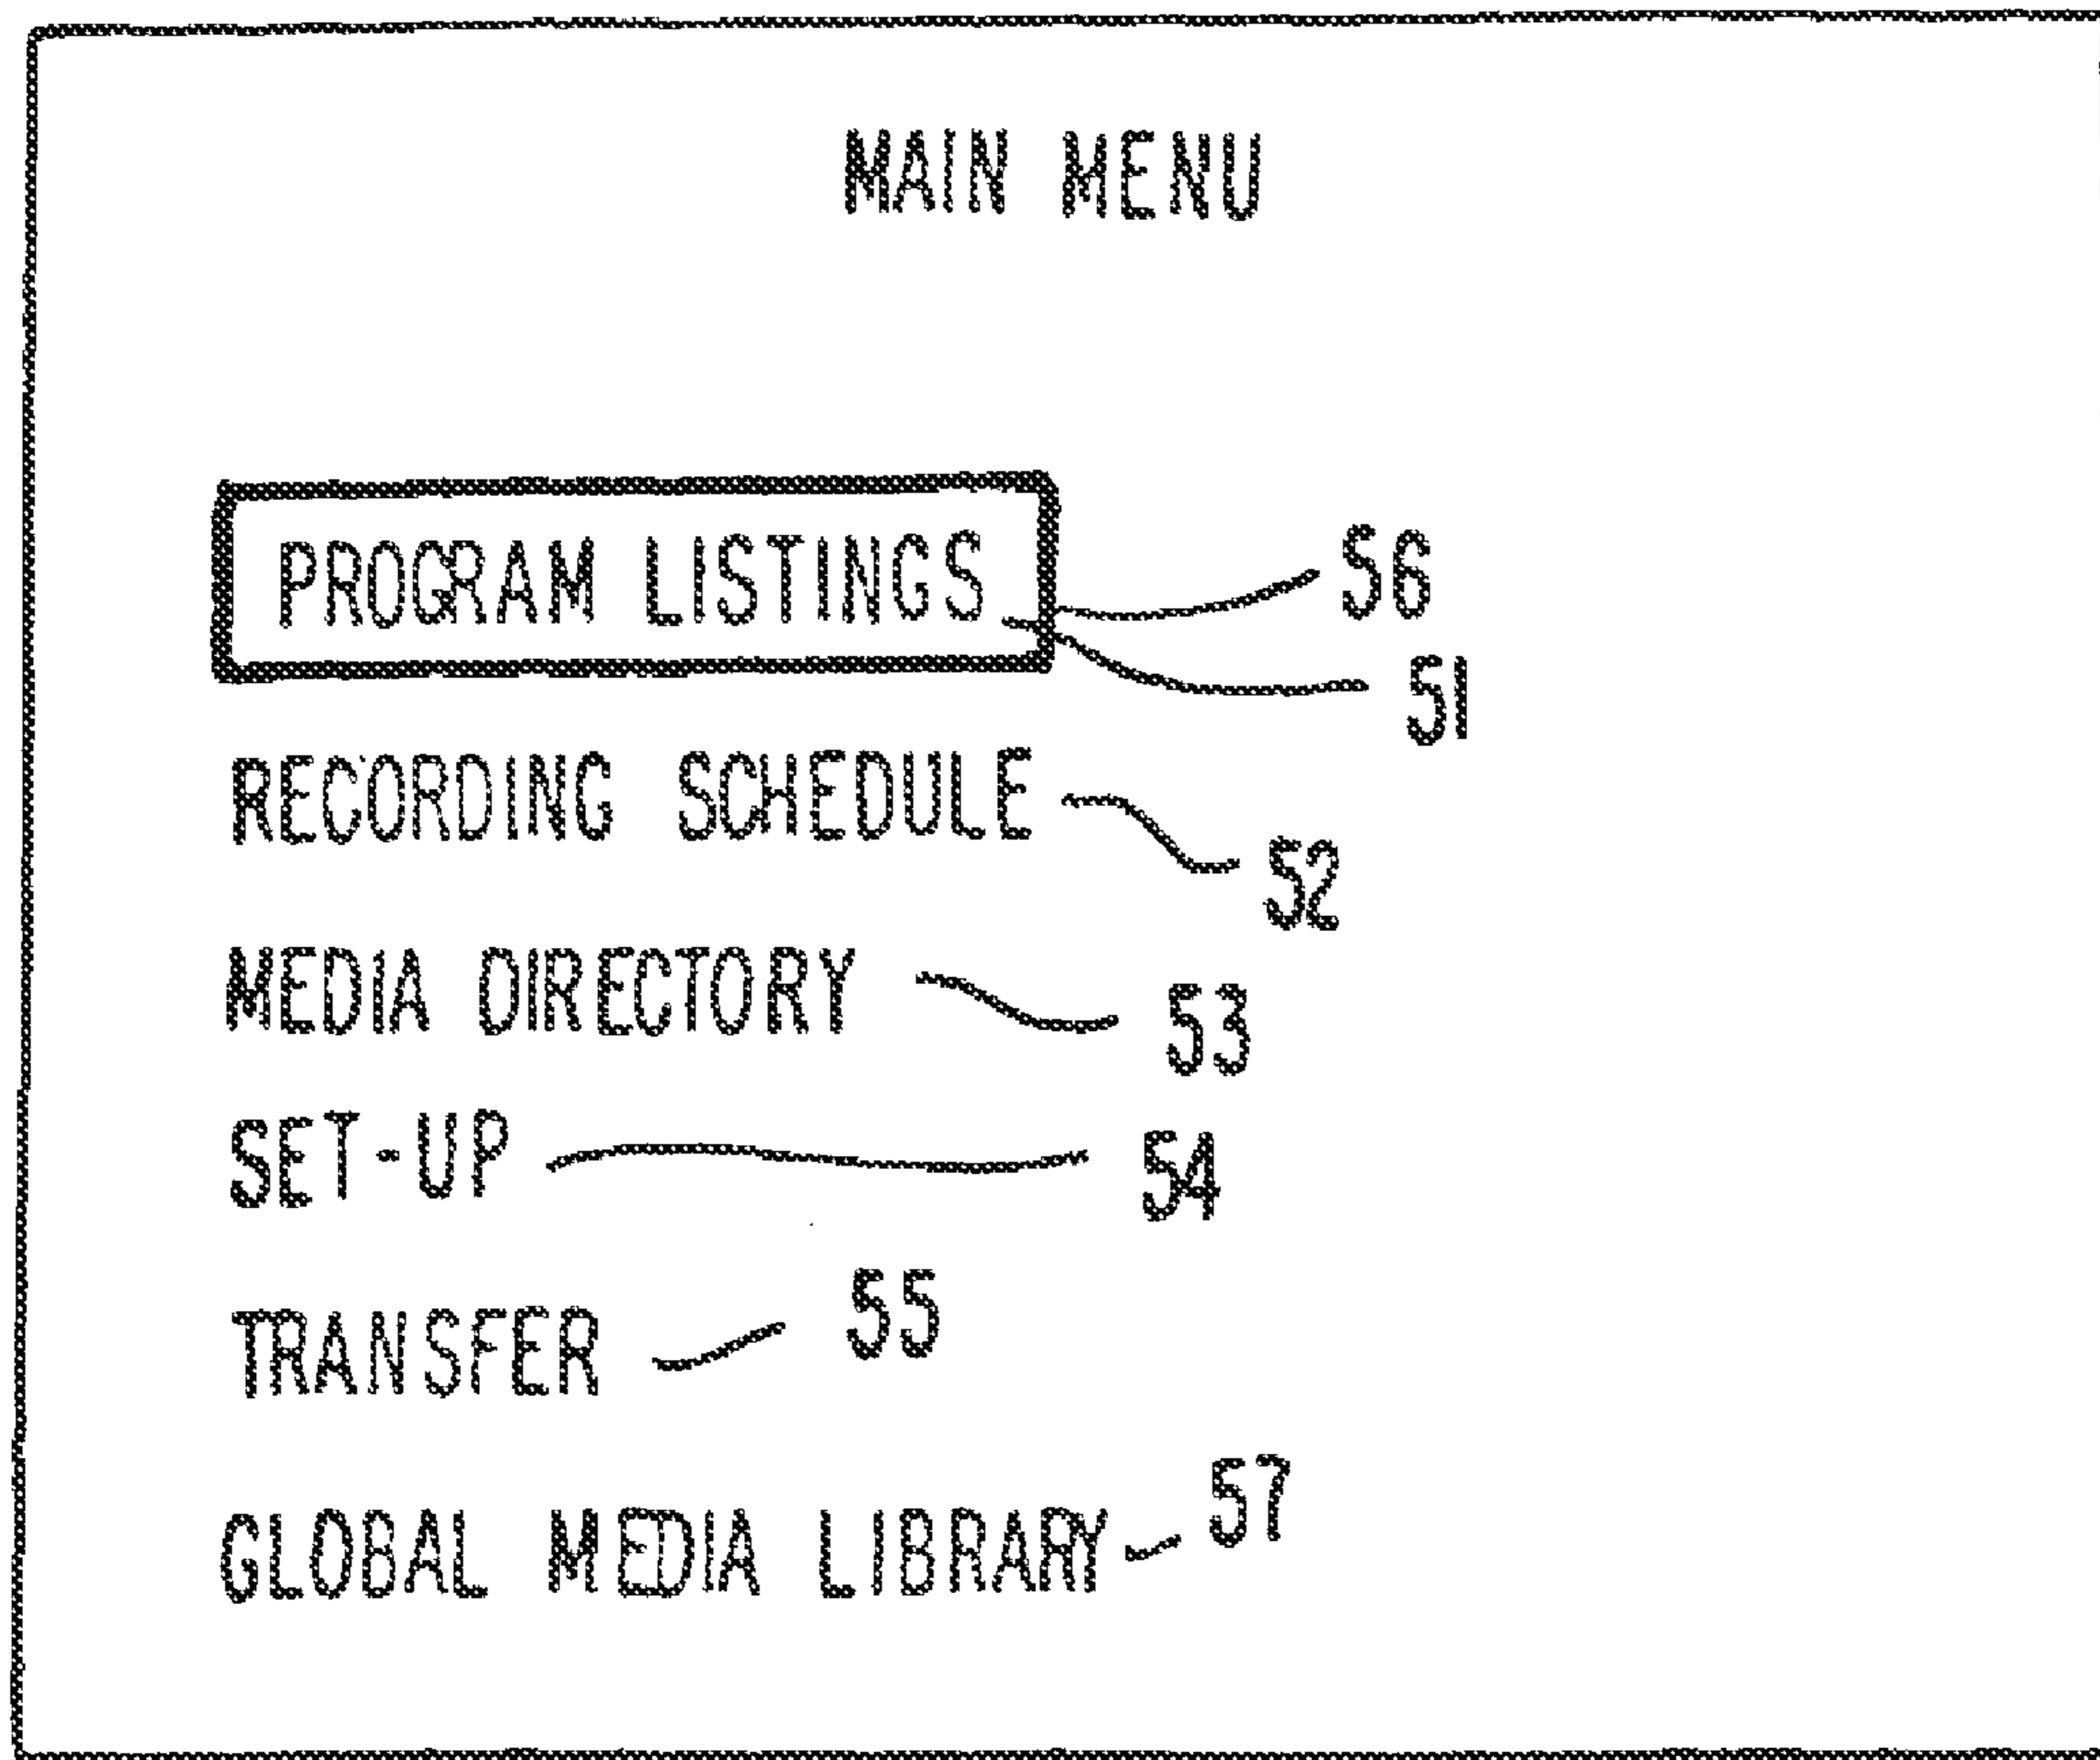 MAIN MENU
PROGRAM LISTINGS 56
51
RECORDING SCHEDULE
52
MEDIA DIRECTORY 53
SET-UP 54
TRANSFER 55
GLOBAL MEDIA LIBRARY 57